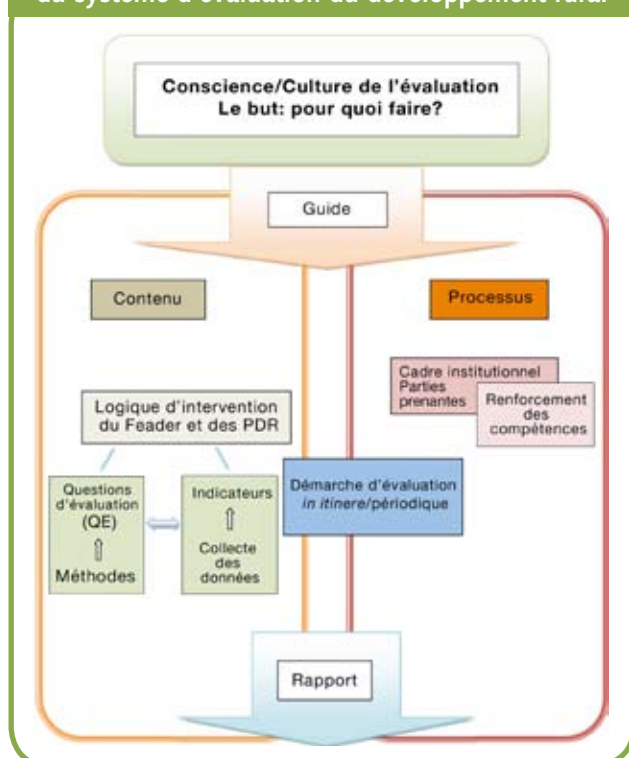 du système d'évaluation du développement rural
Conscience/Culture de l'évaluation
Le but: pour quoi faire?
Guide
Contenu
Processus
Cadre institutionnel
Parties
prenantes
Renforcement
des
compétences
Logique d'intervention
du Feader et des PDR
Questions
d'évaluation
(QE)
Méthodes
Indicateurs
Collecte
des
données
Démarche d'évaluation
in itinere/périodique
Rapport